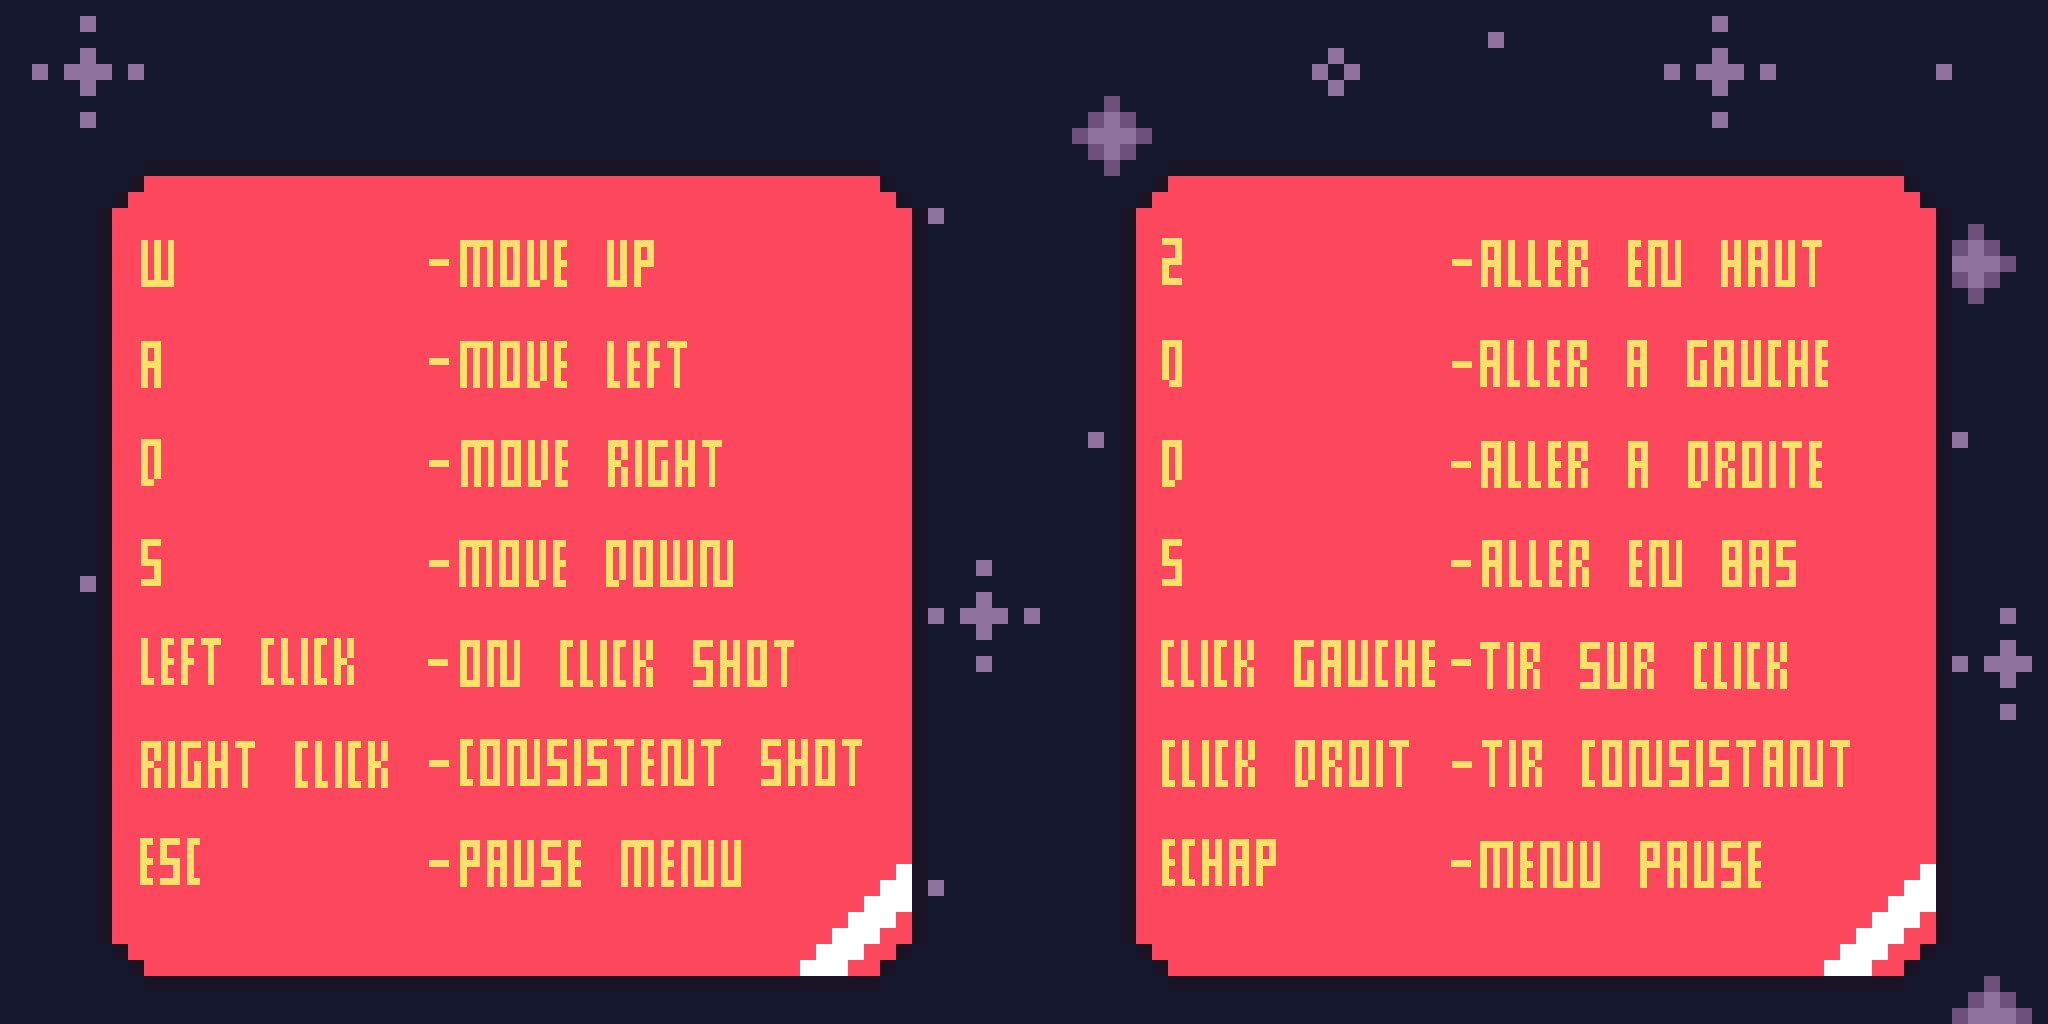 W -MOVE UP
A -MOVE LEFT
D -MOVE RIGHT
S -MOVE DOWN
LEFT CLICK -ON CLICK SHOT
RIGHT CLICK -CONSISTENT SHOT
ESC -PAUSE MENU
Z -ALLER EN HAUT
Q -ALLER A GAUCHE
D -ALLER A DROITE
S -ALLER EN BAS
CLICK GAUCHE -TIR SUR CLICK
CLICK DROIT -TIR CONSISTANT
ECHAP -MENU PAUSE